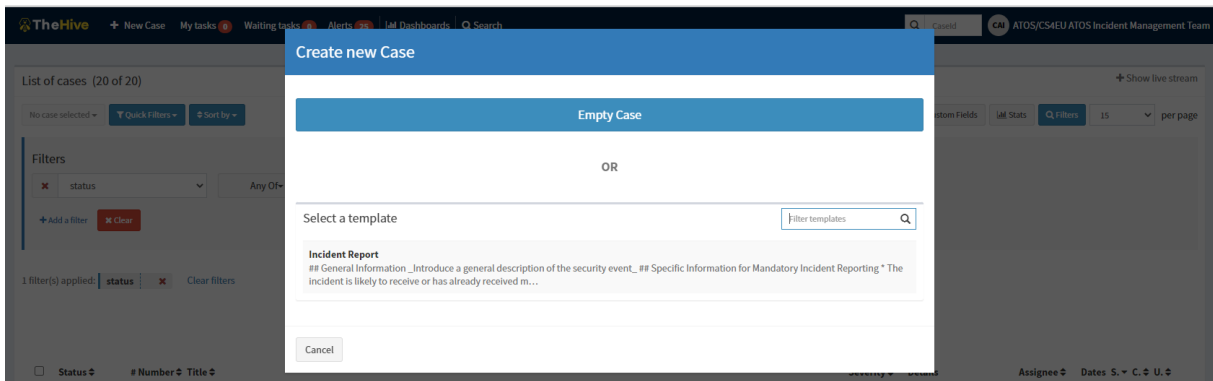 TheHive + New Case My tasks 0 Waiting tasks 0 Alerts 25 Dashboards Search CaseId CAI ATOS/CS4EU ATOS Incident Management Team
Create new Case
List of cases (20 of 20) + Show live stream
No case selected Quick Filters Sort by Empty Case Fields Stats Filters 15 per page
Filters
OR
status Any Of
+ Add a filter Clear Select a template Filter templates
Incident Report
## General Information _Introduce a general description of the security event_ ## Specific Information for Mandatory Incident Reporting * The
incident is likely to receive or has already received m...
1 filter(s) applied: status Clear filters
Cancel
Status # Number Title Severity Details Assignee Dates S. C. U.